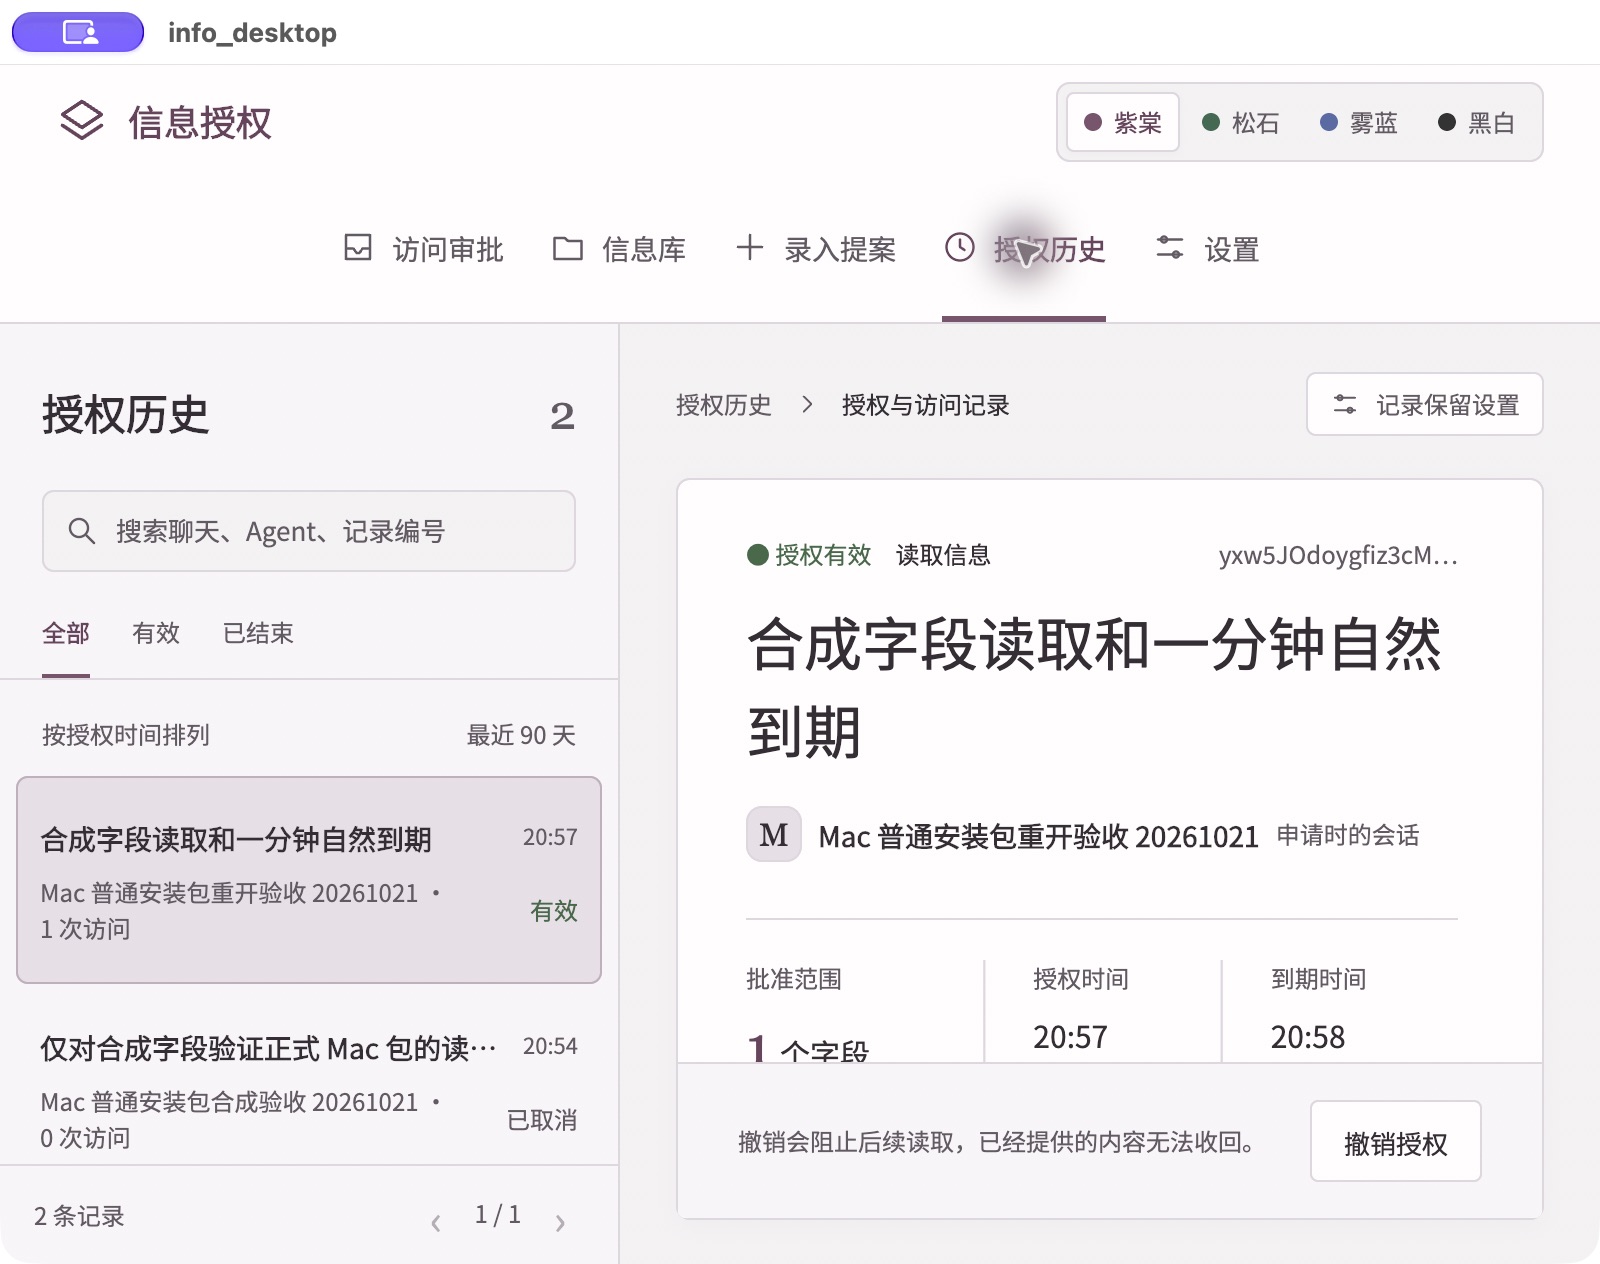 info_desktop
信息授权
紫棠 松石 雾蓝 黑白
访问审批 信息库 录入提案 授权历史 设置
授权历史 2
搜索聊天、Agent、记录编号
全部 有效 已结束
按授权时间排列 最近 90 天
合成字段读取和一分钟自然到期 20:57
Mac 普通安装包重开验收 20261021 •
1 次访问 有效
仅对合成字段验证正式 Mac 包的读… 20:54
Mac 普通安装包合成验收 20261021 •
0 次访问 已取消
2 条记录 ‹ 1 / 1 ›
授权历史 > 授权与访问记录 记录保留设置
授权有效 读取信息 yxw5JOdoygfiz3cM...
合成字段读取和一分钟自然
到期
M Mac 普通安装包重开验收 20261021 申请时的会话
批准范围 授权时间 到期时间
1 个字段 20:57 20:58
撤销会阻止后续读取，已经提供的内容无法收回。 撤销授权